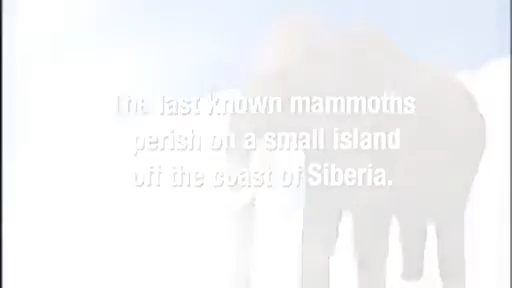 The last known mammoths
perish on a small island
off the coast of Siberia.